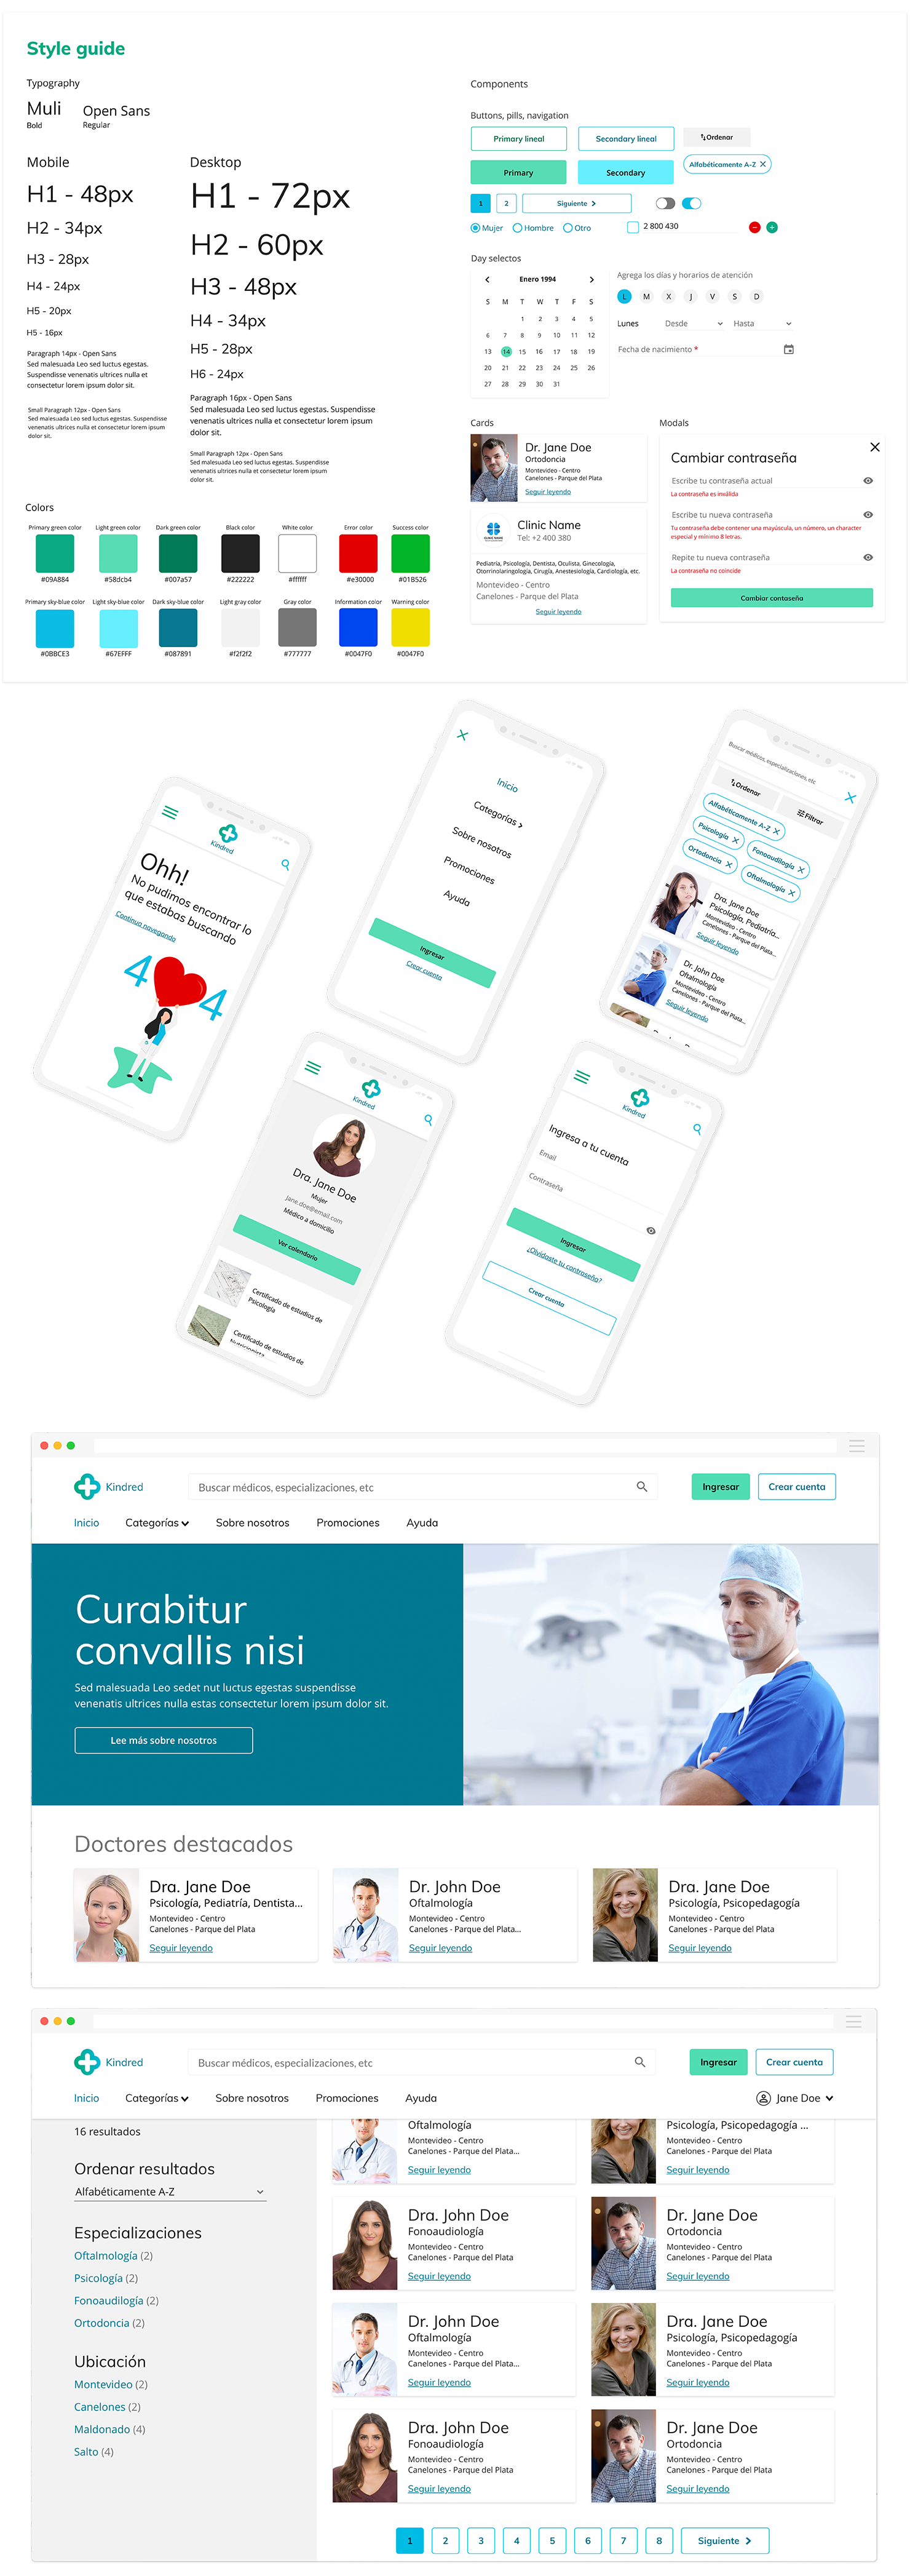 Style guide
Typography
Muli
Bold
Open Sans
Regular
Mobile
H1 - 48px
H2 - 34px
H3 - 28px
H4 - 24px
H5 - 20px
H5 - 16px
Paragraph 14px - Open Sans
Sed malesuada Leo sed luctus egestas.
Suspendisse venenatis ultrices nulla et
consectetur lorem ipsum dolor sit.
Small Paragraph 12px - Open Sans
Sed malesuada Leo sed luctus egestas. Suspendisse
venenatis ultrices nulla et consectetur lorem ipsum
dolor sit.
Desktop
H1 - 72px
H2 - 60px
H3 - 48px
H4 - 34px
H5 - 28px
H6 - 24px
Paragraph 16px - Open Sans
Sed malesuada Leo sed luctus egestas. Suspendisse
venenatis ultrices nulla et consectetur lorem ipsum
dolor sit.
Small Paragraph 12px - Open Sans
Sed malesuada Leo sed luctus egestas. Suspendisse
venenatis ultrices nulla et consectetur lorem ipsum
dolor sit.
Colors
Primary green color
Light green color
Dark green color
Black color
White color
Error color
Success color
#09A884
#58dcb4
#007a57
#222222
#ffffff
#e30000
#01B526
Primary sky-blue color
Light sky-blue color
Dark sky-blue color
Light gray color
Gray color
Information color
Warning color
#0BBCE3
#67EFFF
#087891
#f2f2f2
#777777
#0047F0
#0047F0
Components
Buttons, pills, navigation
Primary lineal
Secondary lineal
Ordenar
Primary
Secondary
Alfabéticamente A-Z
1
2
Siguiente
Mujer
Hombre
Otro
2 800 430
Day selectos
Enero 1994
S M T W T F S
1 2 3 4 5
6 7 8 9 10 11 12
13 14 15 16 17 18 19
20 21 22 23 24 25 26
27 28 29 30 31
Agrega los días y horarios de atención
L M X J V S D
Lunes
Desde
Hasta
Fecha de nacimiento *
Cards
Dr. Jane Doe
Ortodoncia
Montevideo - Centro
Canelones - Parque del Plata
Seguir leyendo
CLINIC NAME
Clinic Name
Tel: +2 400 380
Pediatría, Psicología, Dentista, Oculista, Ginecología,
Otorrinolaringología, Cirugía, Anestesiología, Cardiología, etc.
Montevideo - Centro
Canelones - Parque del Plata
Seguir leyendo
Modals
Cambiar contraseña
Escribe tu contraseña actual
La contraseña es inválida
Escribe tu nueva contraseña
Tu contraseña debe contener una mayúscula, un número, un character
especial y mínimo 8 letras.
Repite tu nueva contraseña
La contraseña no coincide
Cambiar contaseña
Kindred
Ohh!
No pudimos encontrar lo
que estabas buscando
Continua navegando
4 4
Inicio
Categorías
Sobre nosotros
Promociones
Ayuda
Ingresar
Crear cuenta
Buscar médicos, especializaciones, etc
Ordenar
Filtrar
Alfabéticamente A-Z
Psicología
Fonoaudilogía
Ortodoncia
Oftalmología
Dra. Jane Doe
Psicología, Pediatría...
Montevideo - Centro
Canelones - Parque del Plata...
Seguir leyendo
Dr. John Doe
Oftalmología
Montevideo - Centro
Canelones - Parque del Plata...
Seguir leyendo
Kindred
Dra. Jane Doe
Mujer
jane.doe@email.com
Médico a domicilio
Ver calendario
Certificado de estudios de
Psicología
Certificado de estudios de
Kindred
Ingresa a tu cuenta
Email
Contraseña
Ingresar
¿Olvidaste tu contraseña?
Crear cuenta
Kindred
Buscar médicos, especializaciones, etc
Ingresar
Crear cuenta
Inicio
Categorías
Sobre nosotros
Promociones
Ayuda
Curabitur
convallis nisi
Sed malesuada Leo sedet nut luctus egestas suspendisse
venenatis ultrices nulla estas consectetur lorem ipsum dolor sit.
Lee más sobre nosotros
Doctores destacados
Dra. Jane Doe
Psicología, Pediatría, Dentista...
Montevideo - Centro
Canelones - Parque del Plata
Seguir leyendo
Dr. John Doe
Oftalmología
Montevideo - Centro
Canelones - Parque del Plata...
Seguir leyendo
Dra. Jane Doe
Psicología, Psicopedagogía
Montevideo - Centro
Canelones - Parque del Plata
Seguir leyendo
Kindred
Buscar médicos, especializaciones, etc
Ingresar
Crear cuenta
Inicio
Categorías
Sobre nosotros
Promociones
Ayuda
Jane Doe
16 resultados
Ordenar resultados
Alfabéticamente A-Z
Especializaciones
Oftalmología (2)
Psicología (2)
Fonoaudilogía (2)
Ortodoncia (2)
Ubicación
Montevideo (2)
Canelones (2)
Maldonado (4)
Salto (4)
Oftalmología
Montevideo - Centro
Canelones - Parque del Plata...
Seguir leyendo
Psicología, Psicopedagogía ...
Montevideo - Centro
Canelones - Parque del Plata
Seguir leyendo
Dra. John Doe
Fonoaudiología
Montevideo - Centro
Canelones - Parque del Plata
Seguir leyendo
Dr. Jane Doe
Ortodoncia
Montevideo - Centro
Canelones - Parque del Plata
Seguir leyendo
Dr. John Doe
Oftalmología
Montevideo - Centro
Canelones - Parque del Plata...
Seguir leyendo
Dra. Jane Doe
Psicología, Psicopedagogía
Montevideo - Centro
Canelones - Parque del Plata
Seguir leyendo
Dra. John Doe
Fonoaudiología
Montevideo - Centro
Canelones - Parque del Plata
Seguir leyendo
Dr. Jane Doe
Ortodoncia
Montevideo - Centro
Canelones - Parque del Plata
Seguir leyendo
1 2 3 4 5 6 7 8 Siguiente